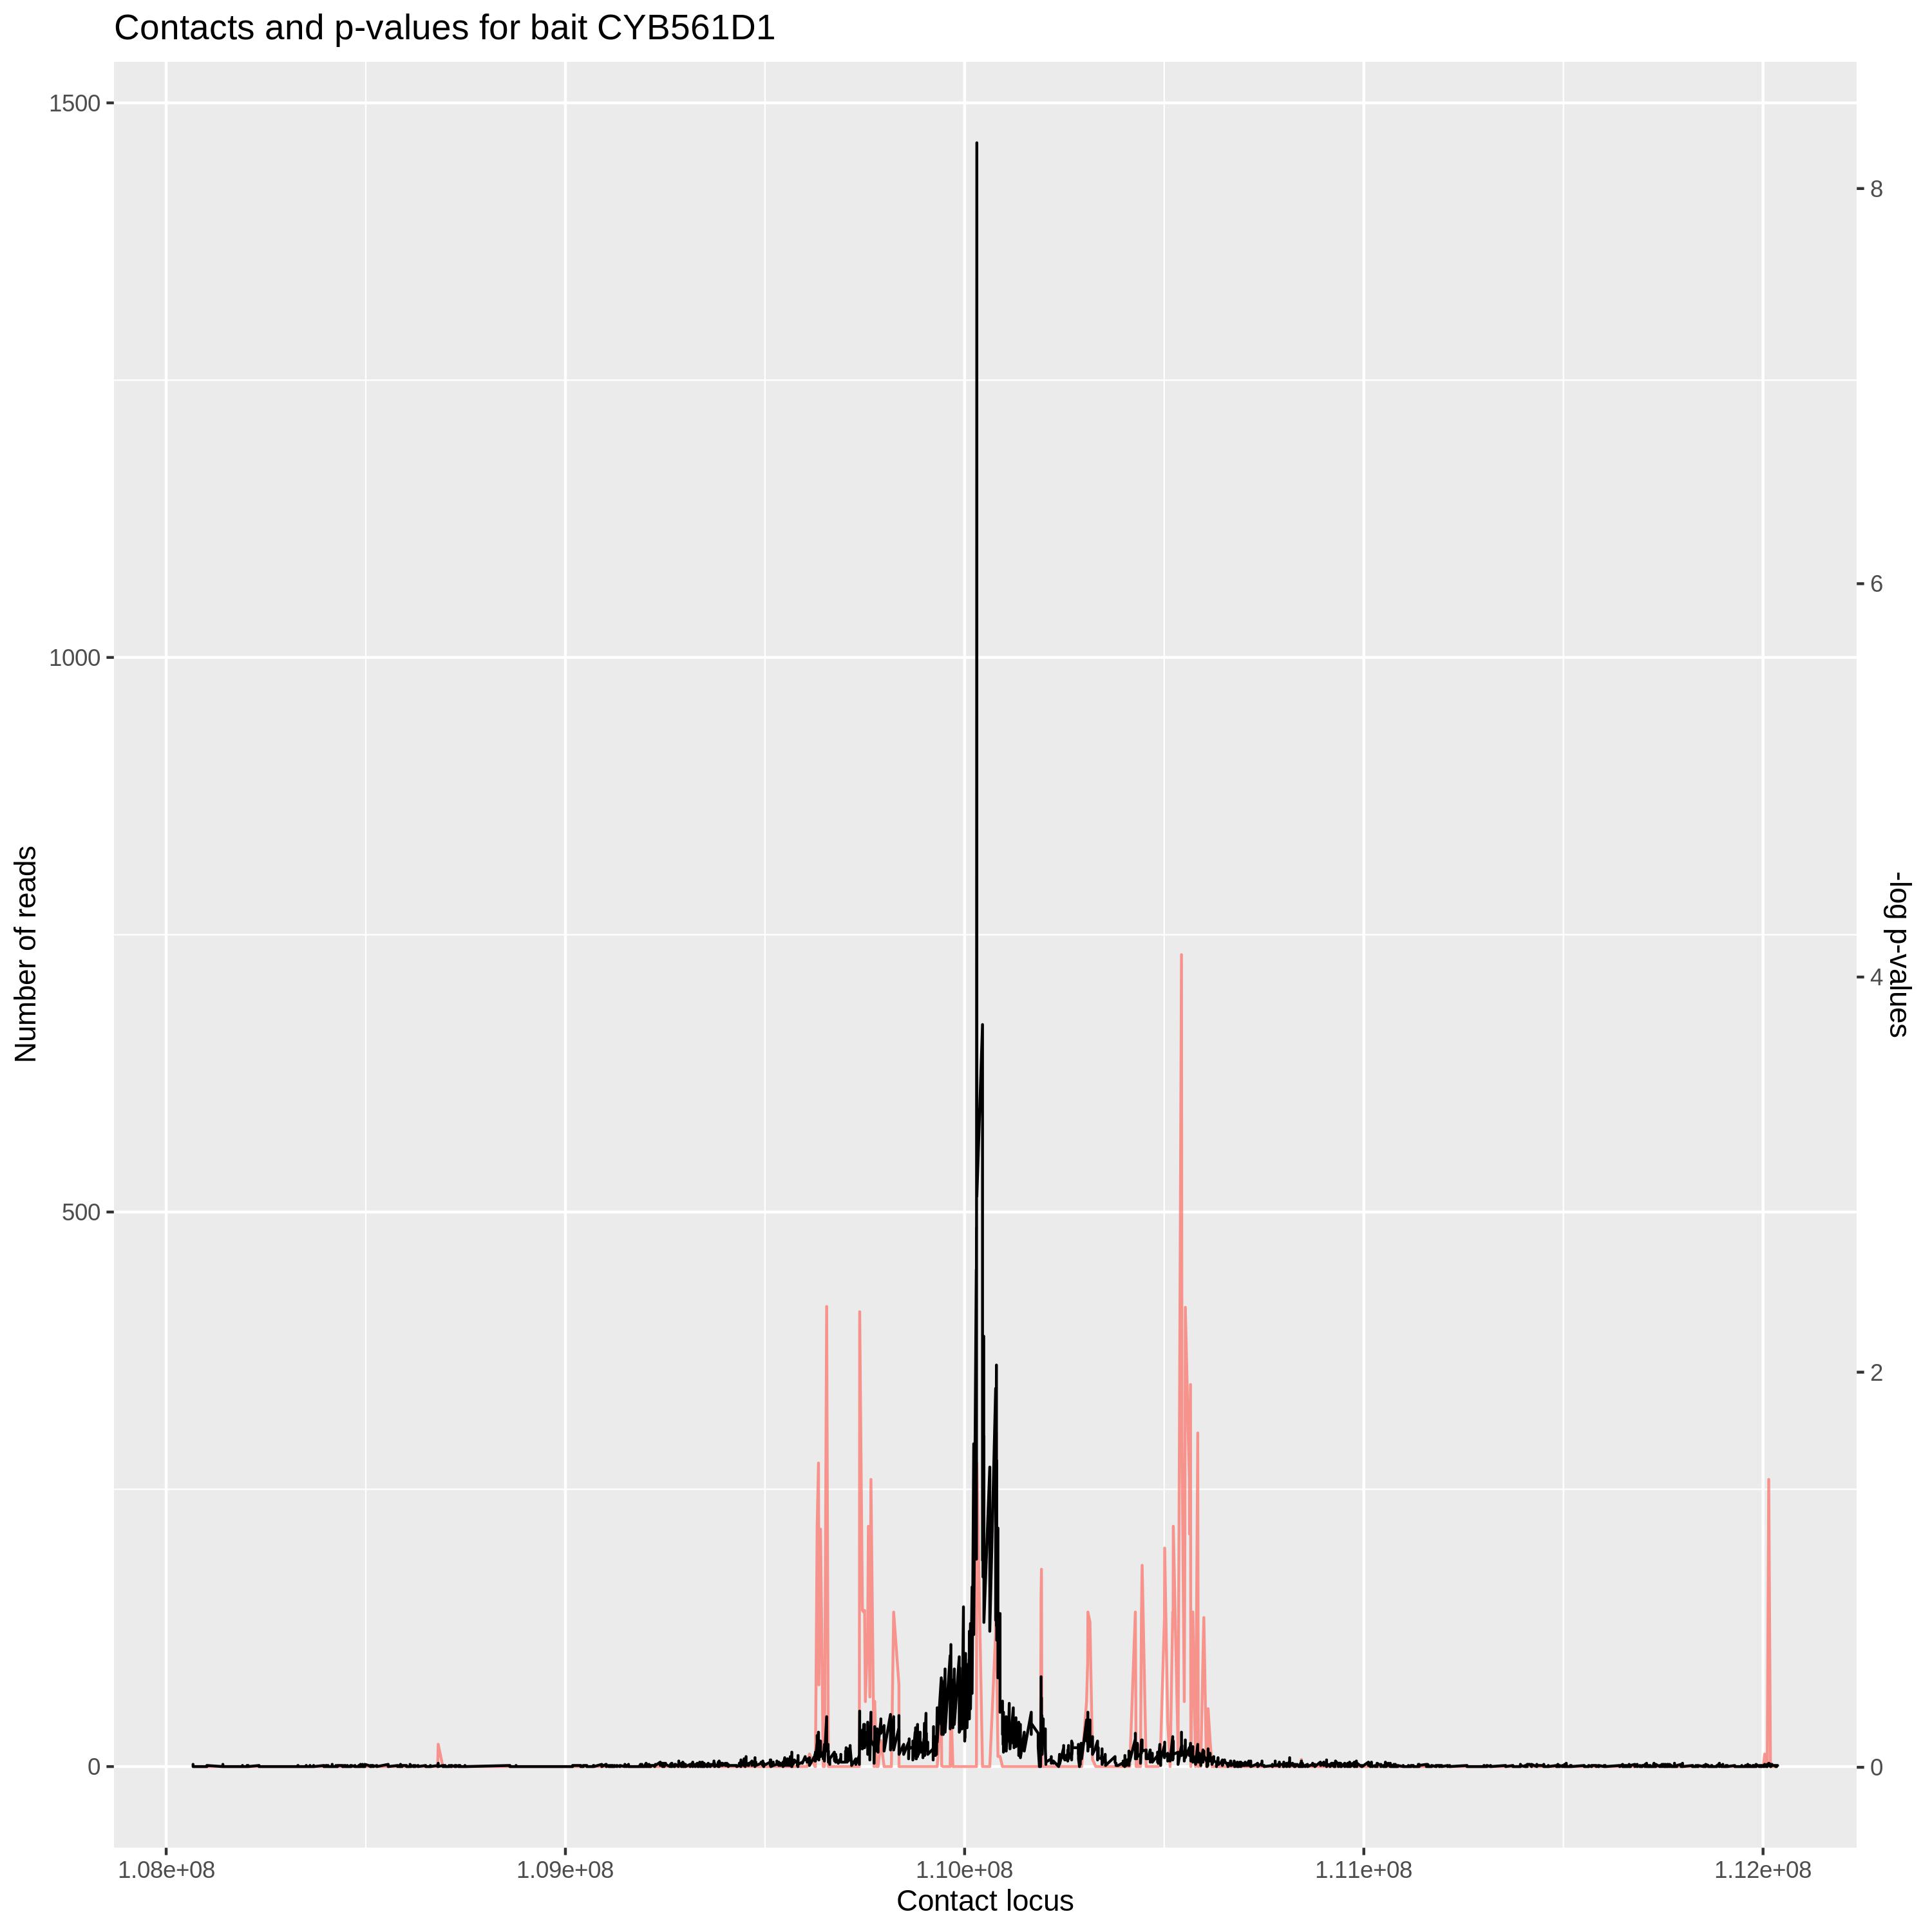 Contacts and p-values for bait CYB561D1
1500
1000
500
0
Number of reads
8
6
4
2
0
-log p-values
1.08e+08
1.09e+08
1.10e+08
1.11e+08
1.12e+08
Contact locus